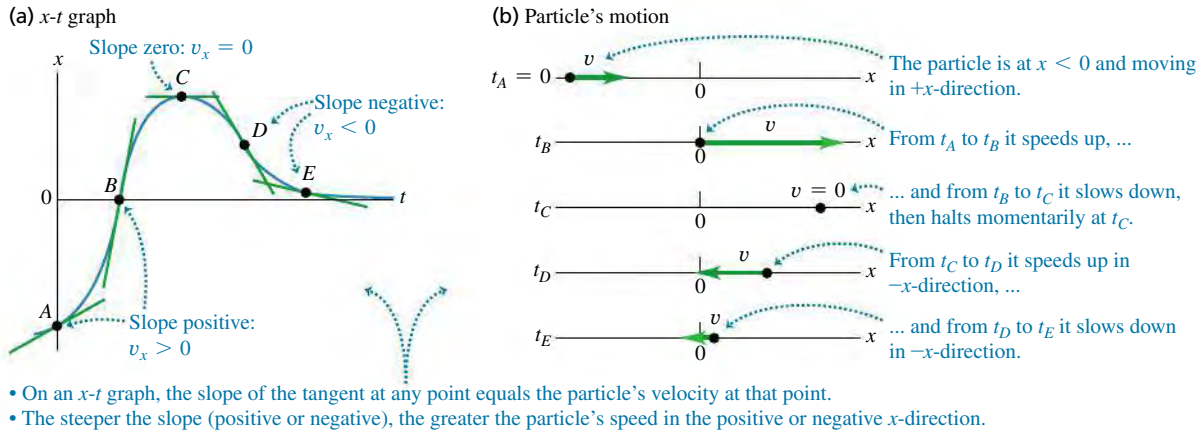 (a) x-t graph
Slope zero: vₓ = 0
x
C
Slope negative:
vₓ < 0
D
E
B
0
t
A
Slope positive:
vₓ > 0
(b) Particle's motion
v
tA = 0
x
0
The particle is at x < 0 and moving
in +x-direction.
v
tB
x
0
From tA to tB it speeds up, ...
v = 0
tC
x
0
... and from tB to tC it slows down,
then halts momentarily at tC.
v
tD
x
0
From tC to tD it speeds up in
−x-direction, ...
v
tE
x
0
... and from tD to tE it slows down
in −x-direction.
• On an x-t graph, the slope of the tangent at any point equals the particle's velocity at that point.
• The steeper the slope (positive or negative), the greater the particle's speed in the positive or negative x-direction.